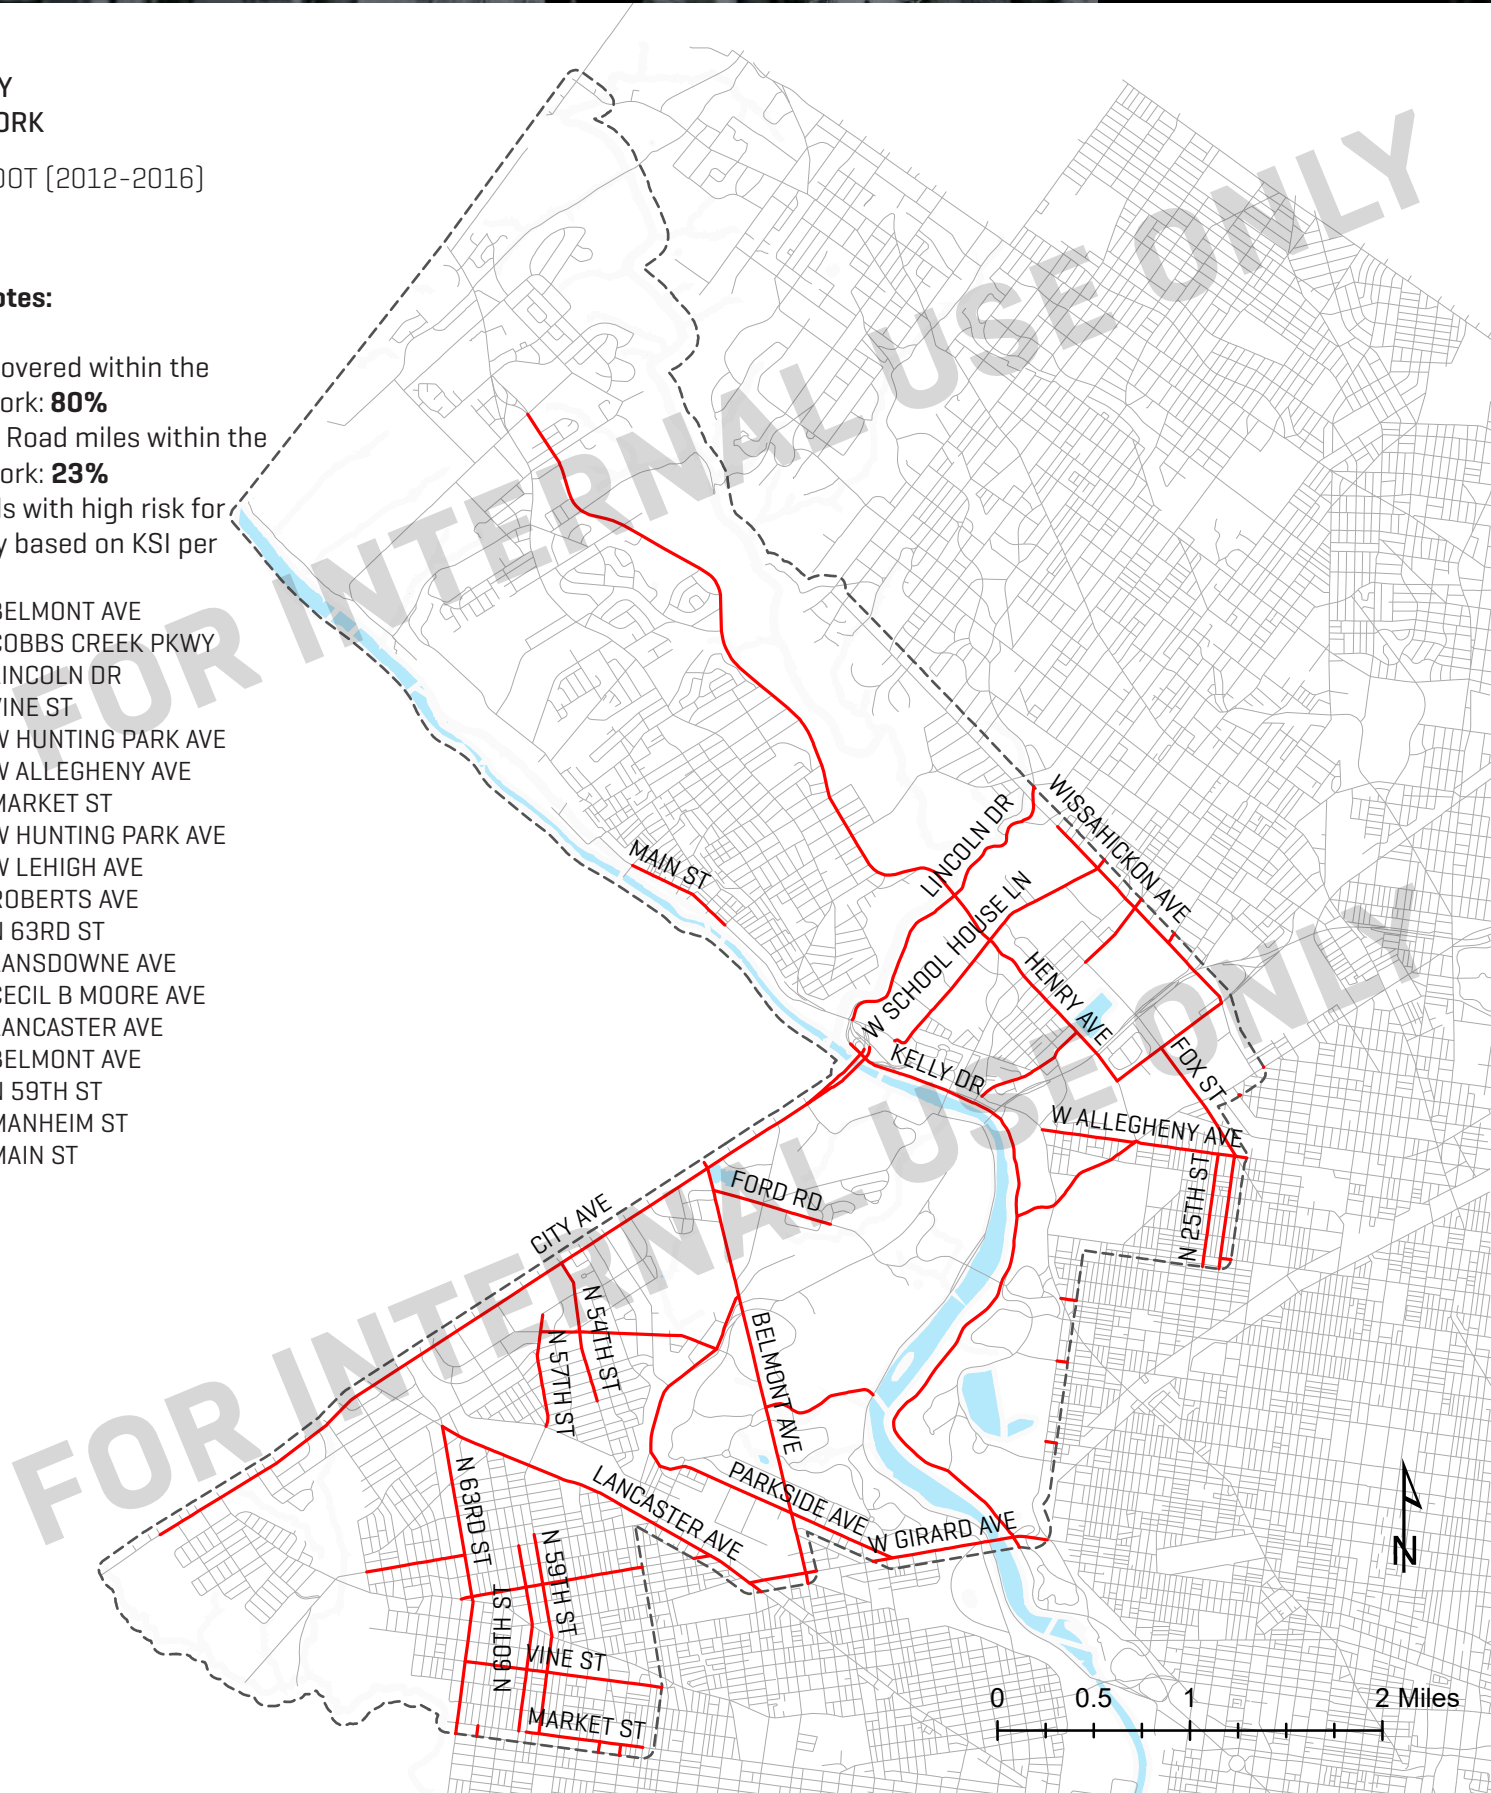 Y
ORK
DOT [2012-2016]
otes:
overed within the
ork: 80%
Road miles within the
ork: 23%
ls with high risk for
y based on KSI per
BELMONT AVE
COBBS CREEK PKWY
LINCOLN DR
VINE ST
W HUNTING PARK AVE
W ALLEGHENY AVE
MARKET ST
W HUNTING PARK AVE
W LEHIGH AVE
ROBERTS AVE
N 63RD ST
LANSDOWNE AVE
CECIL B MOORE AVE
LANCASTER AVE
BELMONT AVE
N 59TH ST
MANHEIM ST
MAIN ST
FOR INTERNAL USE ONLY
FOR INTERNAL USE ONLY
WISSAHICKON AVE
LINCOLN DR
MAIN ST
W SCHOOL HOUSE LN
HENRY AVE
KELLY DR
FOX ST
W ALLEGHENY AVE
N 25TH ST
FORD RD
CITY AVE
N 54TH ST
N 57TH ST
BELMONT AVE
N 63RD ST
LANCASTER AVE
PARKSIDE AVE
W GIRARD AVE
N 59TH ST
N 60TH ST
VINE ST
MARKET ST
N
0 0.5 1 2 Miles